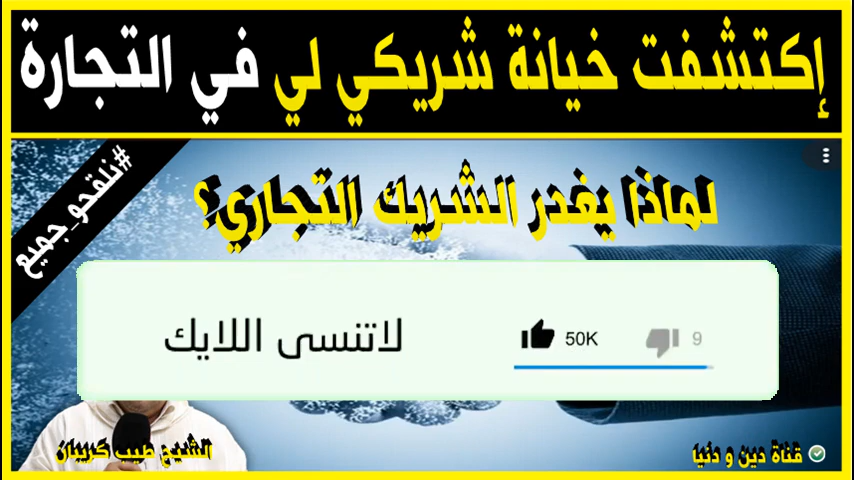 إكتشفت خيانة شريكي لي في التجارة
#نلقحو_جميع
لماذا يغدر الشريك التجاري؟
لاتنسى اللايك
50K
9
الشيخ طيب كريبان
قناة دين و دنيا